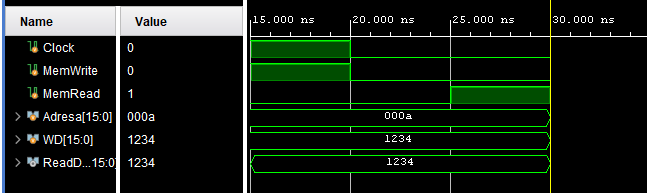 Name Value 15.000 ns 20.000 ns 25.000 ns 30.000 ns
Clock 0
MemWrite 0
MemRead 1
Adresa[15:0] 000a 000a
WD[15:0] 1234 1234
ReadD...15:0] 1234 1234